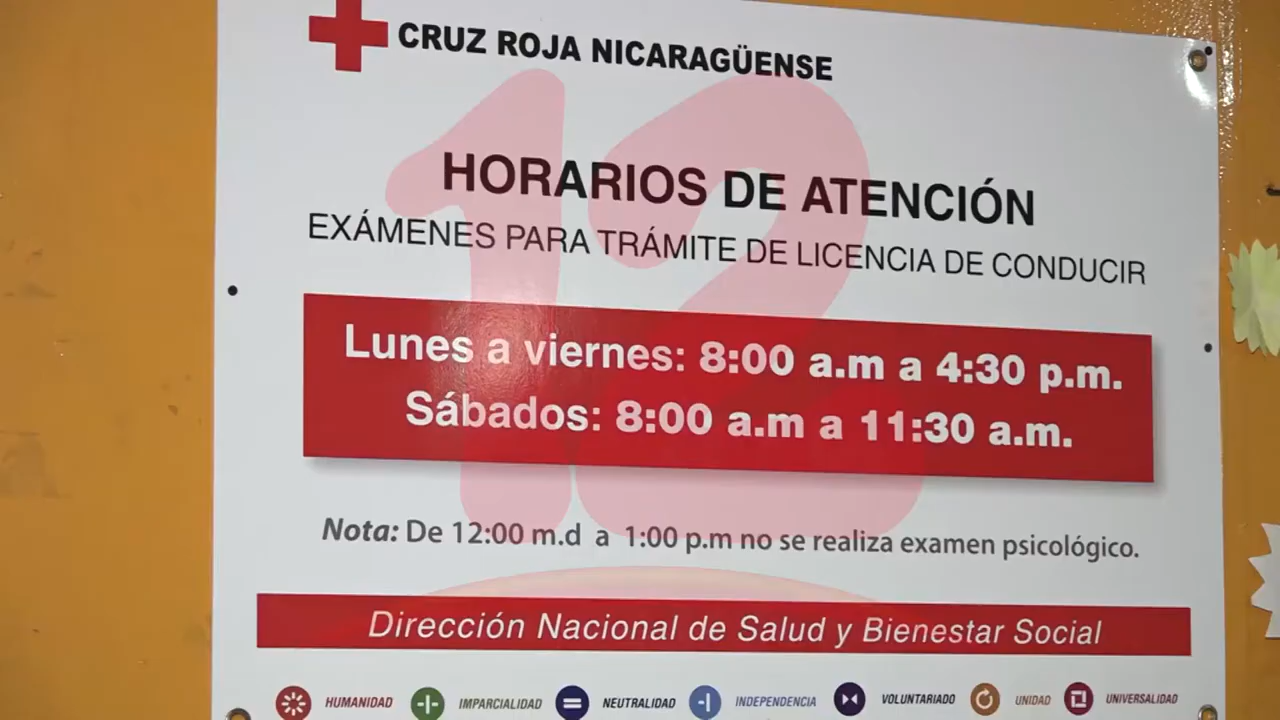 CRUZ ROJA NICARAGÜENSE
12
HORARIOS DE ATENCIÓN
EXÁMENES PARA TRÁMITE DE LICENCIA DE CONDUCIR
Lunes a viernes: 8:00 a.m a 4:30 p.m.
Sábados: 8:00 a.m a 11:30 a.m.
Nota: De 12:00 m.d a 1:00 p.m no se realiza examen psicológico.
Dirección Nacional de Salud y Bienestar Social
HUMANIDAD IMPARCIALIDAD NEUTRALIDAD INDEPENDENCIA VOLUNTARIADO UNIDAD UNIVERSALIDAD